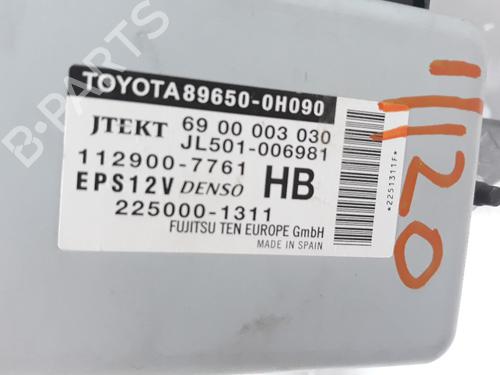 TOYOTA 89650-0H090
JTEKT 69 00 003 030
JL501-006981
112900-7761
EPS12V DENSO HB
225000-1311
FUJITSU TEN EUROPE GmbH
MADE IN SPAIN
*2251311F*
11120
B-PARTS